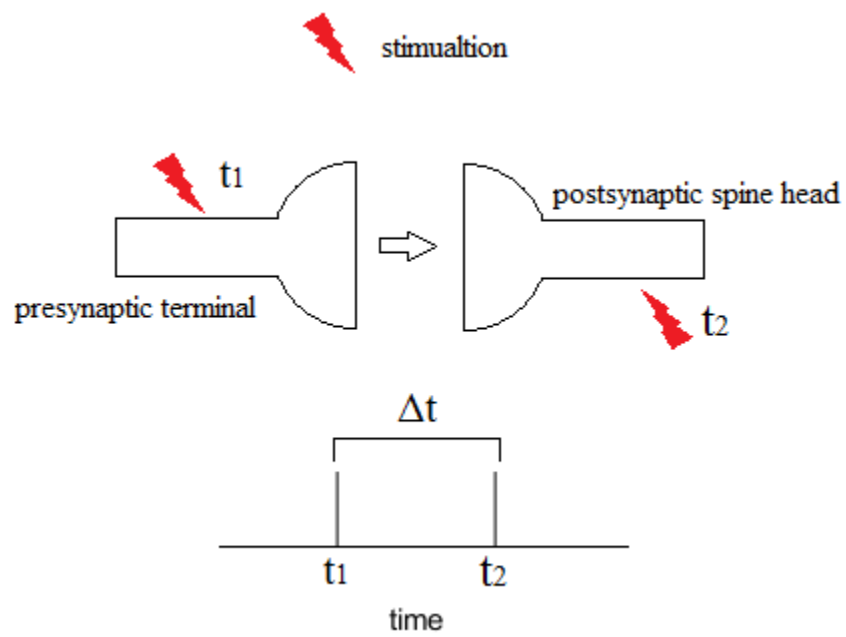 stimualtion
t1
postsynaptic spine head
presynaptic terminal
t2
Δt
t1
t2
time